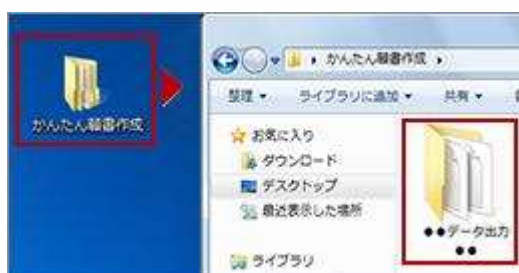 かんたん願書作成
かんたん願書作成
整理
ライブラリに追加
共有
お気に入り
ダウンロード
デスクトップ
最近表示した場所
ライブラリ
●●データ出力
●●